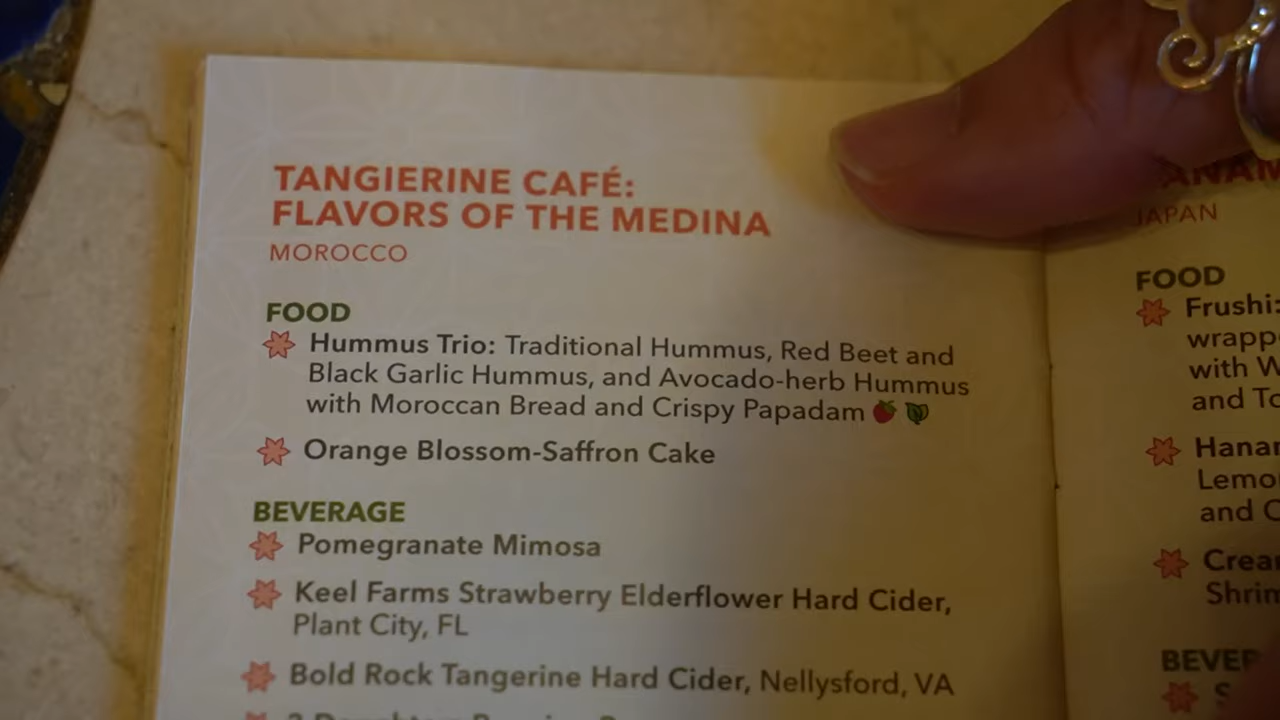 TANGIERINE CAFÉ:
FLAVORS OF THE MEDINA
MOROCCO
FOOD
Hummus Trio: Traditional Hummus, Red Beet and
Black Garlic Hummus, and Avocado-herb Hummus
with Moroccan Bread and Crispy Papadam
Orange Blossom-Saffron Cake
BEVERAGE
Pomegranate Mimosa
Keel Farms Strawberry Elderflower Hard Cider,
Plant City, FL
Bold Rock Tangerine Hard Cider, Nellysford, VA
JAPAN
FOOD
Frushi:
with
and
and